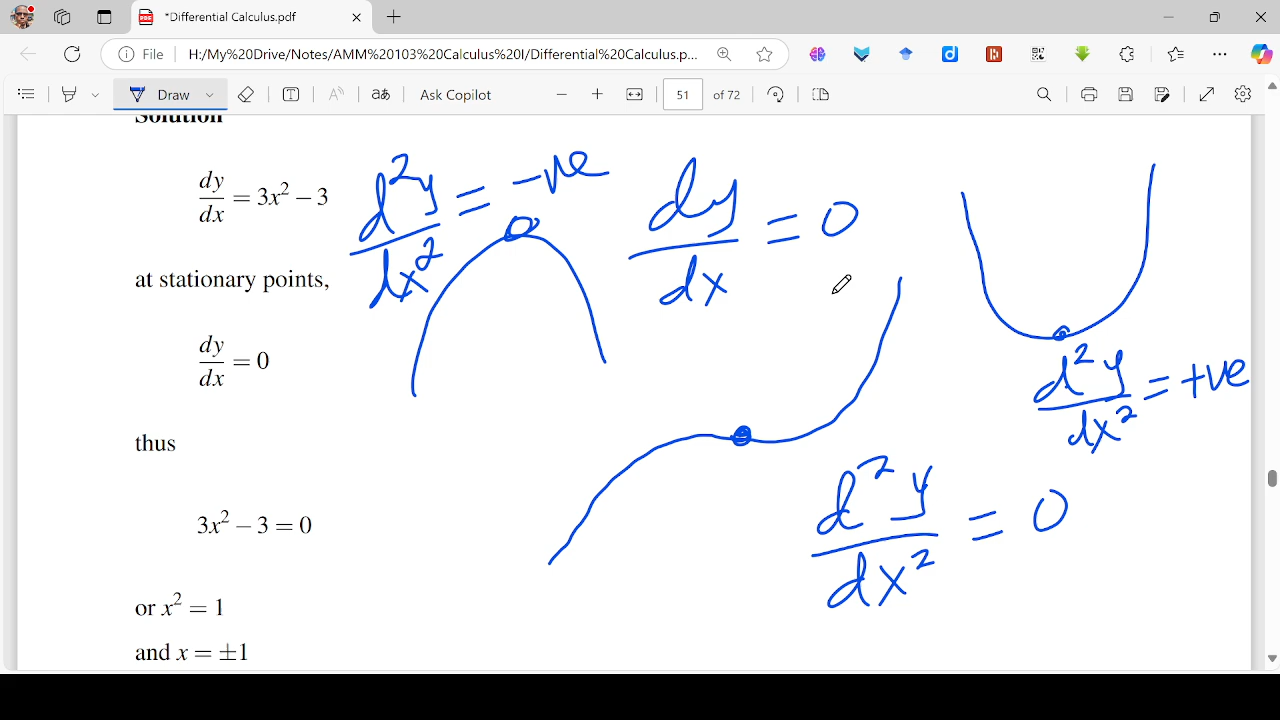 *Differential Calculus.pdf
File H:/My%20Drive/Notes/AMM%20103%20Calculus%20I/Differential%20Calculus.p...
Draw Ask Copilot 51 of 72
Solution
dy/dx = 3x² − 3
d²y/dx² = −ve
dy/dx = 0
at stationary points,
dy/dx = 0
d²y/dx² = +ve
thus
3x² − 3 = 0
d²y/dx² = 0
or x² = 1
and x = ±1